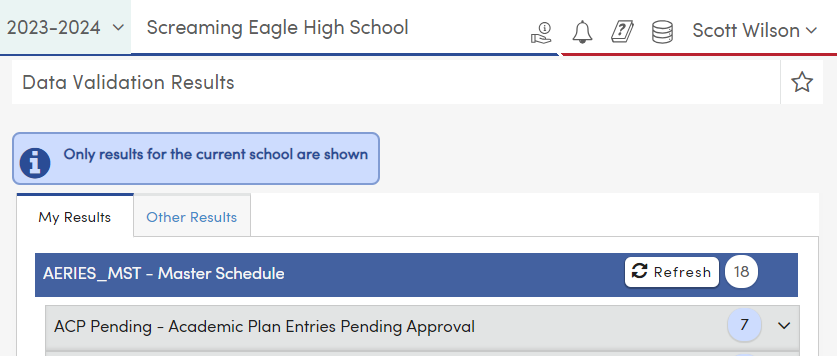 2023-2024 Screaming Eagle High School Scott Wilson
Data Validation Results
Only results for the current school are shown
My Results Other Results
AERIES_MST - Master Schedule Refresh 18
ACP Pending - Academic Plan Entries Pending Approval 7